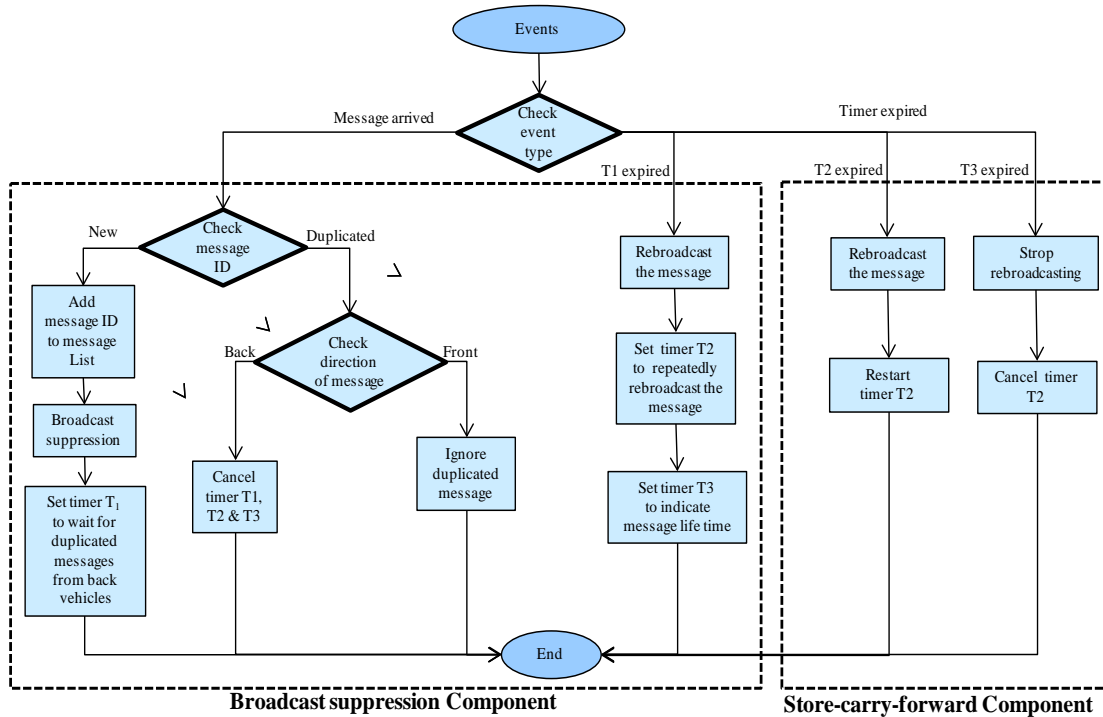 Events
Check
event
type
Message arrived
Timer expired
T1 expired
T2 expired
T3 expired
Check
message
ID
New
Duplicated
Add
message ID
to message
List
Broadcast
suppression
Set timer T1
to wait for
duplicated
messages
from back
vehicles
Check
direction
of message
Back
Front
Cancel
timer T1,
T2 & T3
Ignore
duplicated
message
Rebroadcast
the message
Set timer T2
to repeatedly
rebroadcast the
message
Set timer T3
to indicate
message life time
Rebroadcast
the message
Restart
timer T2
Strop
rebroadcasting
Cancel timer
T2
End
Broadcast suppression Component
Store-carry-forward Component